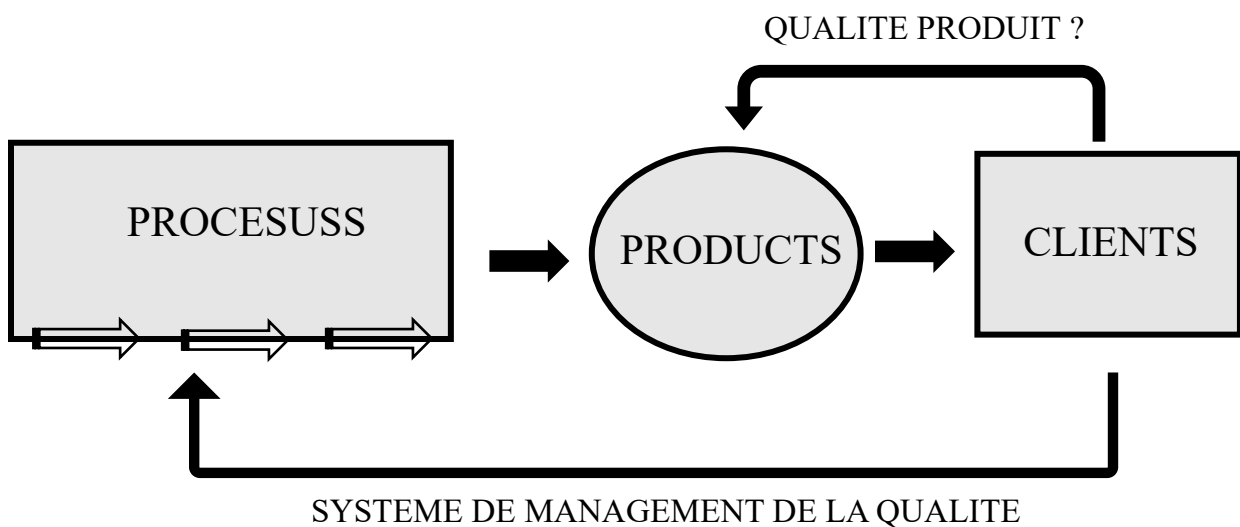 QUALITE PRODUIT ?
PROCESUSS
PRODUCTS
CLIENTS
SYSTEME DE MANAGEMENT DE LA QUALITE